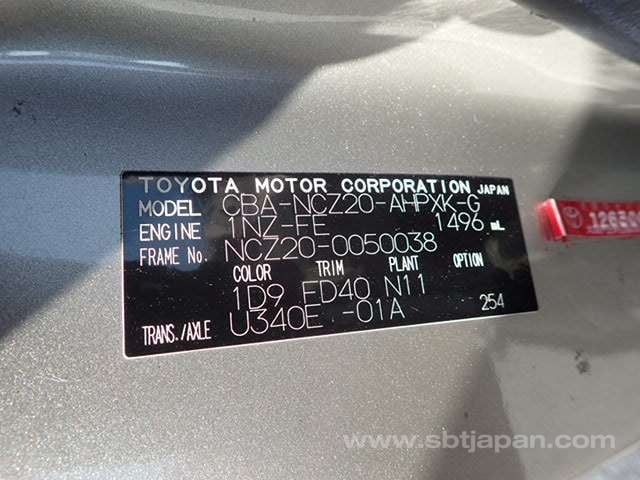 TOYOTA MOTOR CORPORATION JAPAN
MODEL CBA-NCZ20-AHPXK-G
ENGINE 1NZ-FE 1496 mL
FRAME No. NCZ20-0050038
COLOR TRIM PLANT OPTION
1D9 FD40 N11
TRANS./AXLE U340E -01A 254
www.sbtjapan.com